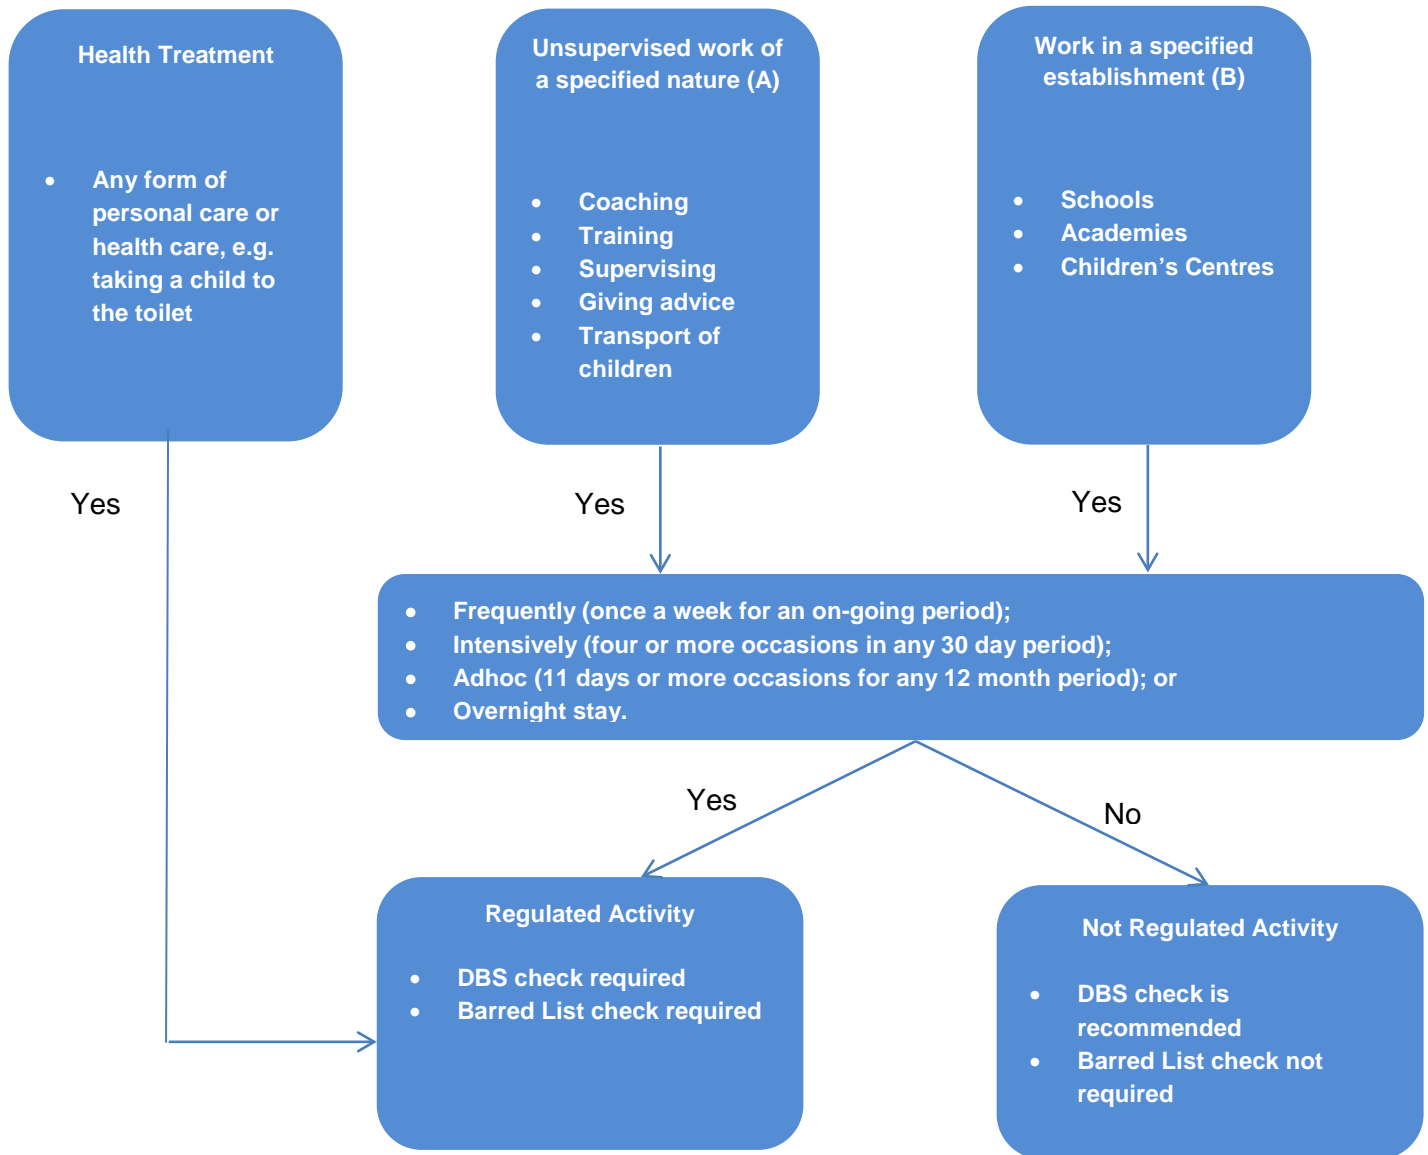 Health Treatment
• Any form of
personal care or
health care, e.g.
taking a child to
the toilet
Unsupervised work of
a specified nature (A)
• Coaching
• Training
• Supervising
• Giving advice
• Transport of
children
Work in a specified
establishment (B)
• Schools
• Academies
• Children’s Centres
Yes
Yes
Yes
• Frequently (once a week for an on-going period);
• Intensively (four or more occasions in any 30 day period);
• Adhoc (11 days or more occasions for any 12 month period); or
• Overnight stay.
Yes
No
Regulated Activity
• DBS check required
• Barred List check required
Not Regulated Activity
• DBS check is
recommended
• Barred List check not
required